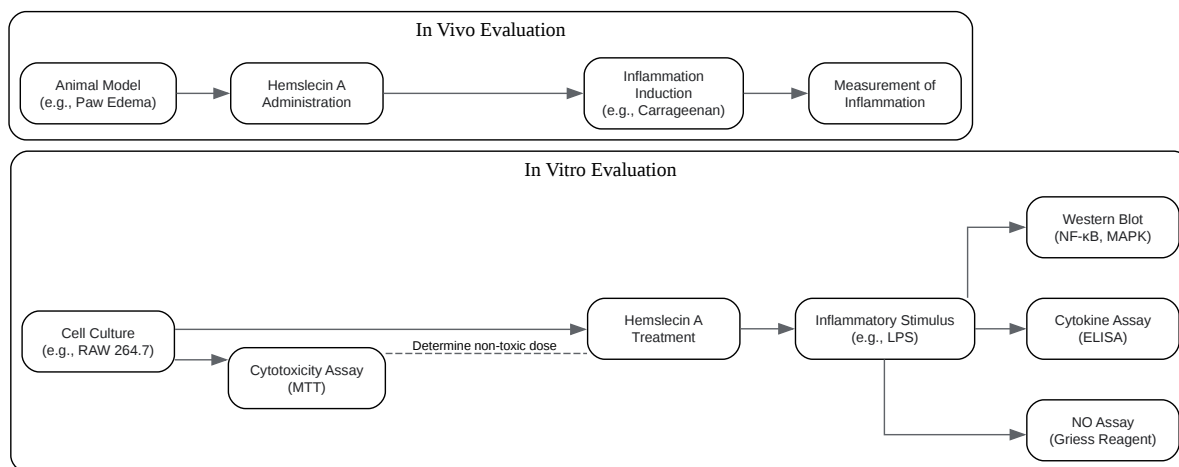 In Vivo Evaluation
Animal Model
(e.g., Paw Edema)
Hemslecin A
Administration
Inflammation
Induction
(e.g., Carrageenan)
Measurement of
Inflammation
In Vitro Evaluation
Cell Culture
(e.g., RAW 264.7)
Cytotoxicity Assay
(MTT)
Determine non-toxic dose
Hemslecin A
Treatment
Inflammatory Stimulus
(e.g., LPS)
Western Blot
(NF-κB, MAPK)
Cytokine Assay
(ELISA)
NO Assay
(Griess Reagent)